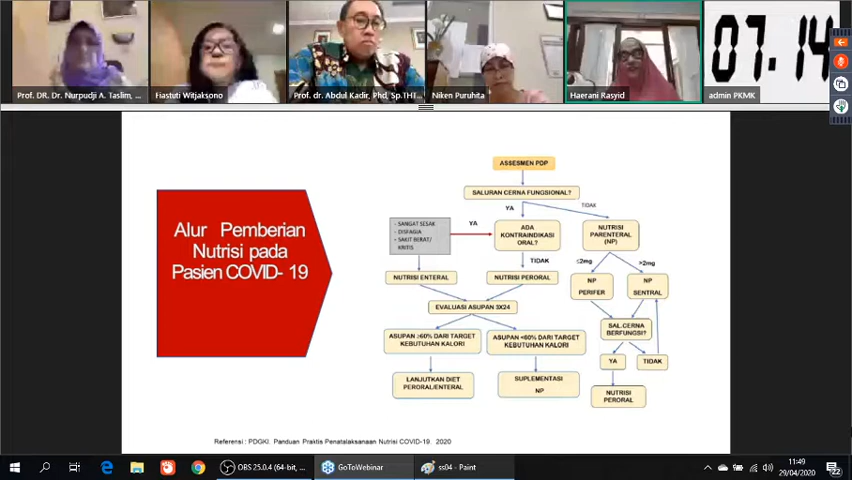 Prof. DR. Dr. Nurpudji A. Taslim, ...
Fiastuti Witjaksono
Prof. dr. Abdul Kadir, Phd, Sp.THT...
Niken Puruhita
Haerani Rasyid
07.14
admin PKMK
Alur Pemberian
Nutrisi pada
Pasien COVID- 19
ASSESMEN PDP
SALURAN CERNA FUNGSIONAL?
YA
TIDAK
- SANGAT SESAK
- DISFAGIA
- SAKIT BERAT/
KRITIS
YA
ADA
KONTRAINDIKASI
ORAL?
NUTRISI
PARENTERAL
(NP)
TIDAK
≤2mg
>2mg
NUTRISI ENTERAL
NUTRISI PERORAL
NP
PERIFER
NP
SENTRAL
EVALUASI ASUPAN 3X24
SAL.CERNA
BERFUNGSI?
ASUPAN ≥60% DARI TARGET
KEBUTUHAN KALORI
ASUPAN <60% DARI TARGET
KEBUTUHAN KALORI
YA
TIDAK
LANJUTKAN DIET
PERORAL/ENTERAL
SUPLEMENTASI
NP
NUTRISI
PERORAL
Referensi : PDGKI. Panduan Praktis Penatalaksanaan Nutrisi COVID-19. 2020
OBS 25.0.4 (64-bit, ...
GoToWebinar
ss04 - Paint
11:49
29/04/2020
22